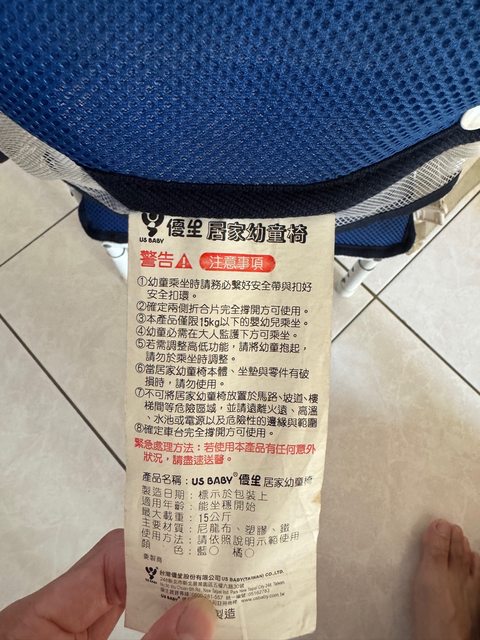 US BABY
優生 居家幼童椅
警告 注意事項
①幼童乘坐時請務必繫好安全帶與扣好
安全扣環。
②確定兩側折合片完全撐開方可使用。
③本產品僅限15kg以下的嬰幼兒乘坐。
④幼童必需在大人監護下方可乘坐。
⑤若需調整高低功能，請將幼童抱起，
請勿於乘坐時調整。
⑥當居家幼童椅本體、坐墊與零件有破
損時，請勿使用。
⑦不可將居家幼童椅放置於馬路、坡道、樓
梯間等危險區域，並請遠離火源、高溫
、水池或電源以及危險性的邊緣與範圍
⑧確定車台完全撐開方可使用。
緊急處理方法：若使用本產品有任何意外
狀況，請盡速送醫。
產品名稱：US BABY® 優生 居家幼童椅
製造日期：標示於包裝上
適用年齡：能坐穩開始
最大載重：15公斤
主要材質：尼龍布、塑膠、鐵
使用方法：請依照說明示範使用
顏 色：藍○ 橘○
委製商
台灣優生股份有限公司 US BABY(TAIWAN) CO.,LTD.
www.usbaby.com.tw
製造